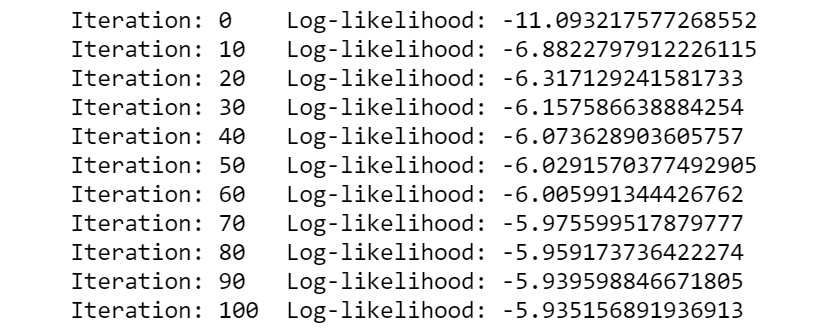 Iteration: 0 Log-likelihood: -11.093217577268552
Iteration: 10 Log-likelihood: -6.8822797912226115
Iteration: 20 Log-likelihood: -6.317129241581733
Iteration: 30 Log-likelihood: -6.157586638884254
Iteration: 40 Log-likelihood: -6.073628903605757
Iteration: 50 Log-likelihood: -6.0291570377492905
Iteration: 60 Log-likelihood: -6.005991344426762
Iteration: 70 Log-likelihood: -5.975599517879777
Iteration: 80 Log-likelihood: -5.959173736422274
Iteration: 90 Log-likelihood: -5.939598846671805
Iteration: 100 Log-likelihood: -5.935156891936913